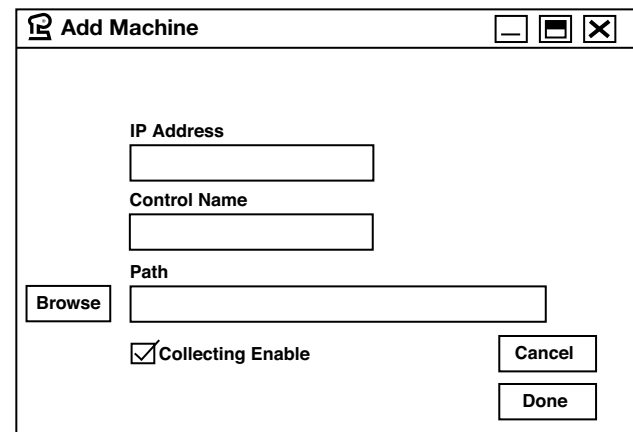 Add Machine
IP Address
Control Name
Path
Browse
Collecting Enable
Cancel
Done